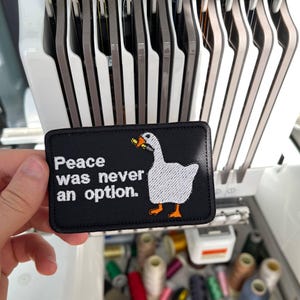 Peace
was never
an option.